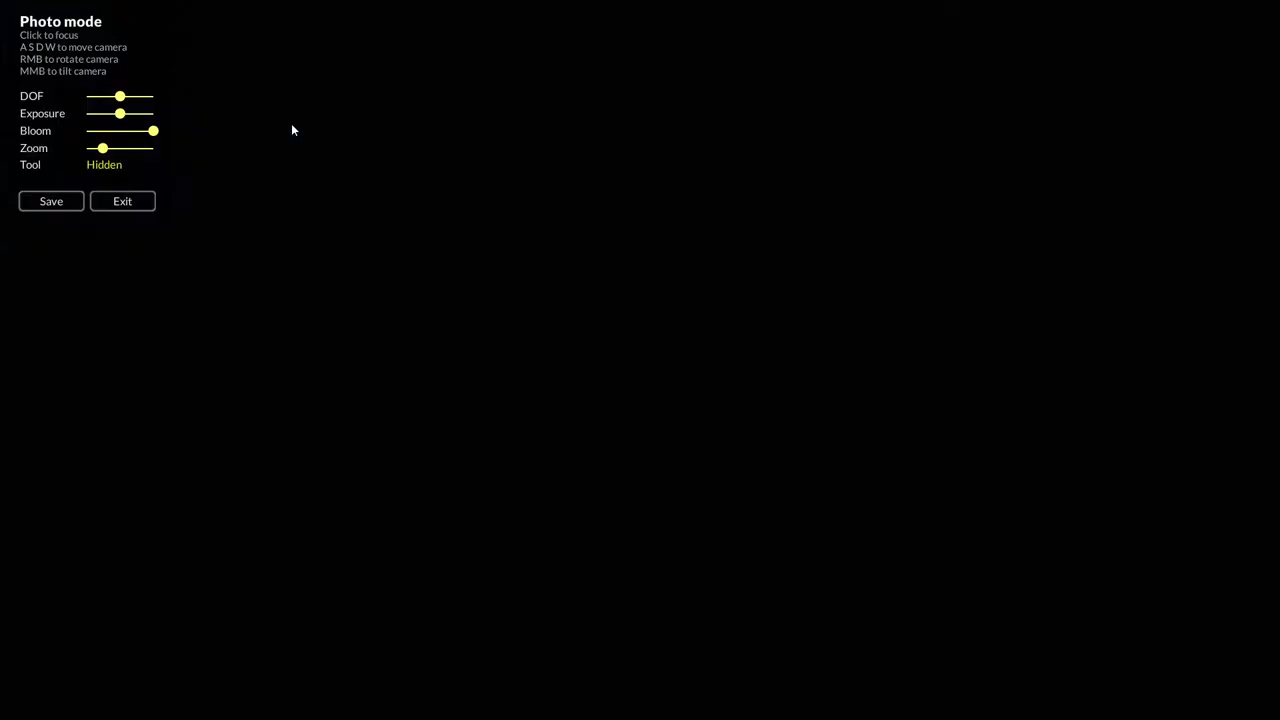 Photo mode
Click to focus
A S D W to move camera
RMB to rotate camera
MMB to tilt camera
DOF
Exposure
Bloom
Zoom
Tool Hidden
Save Exit